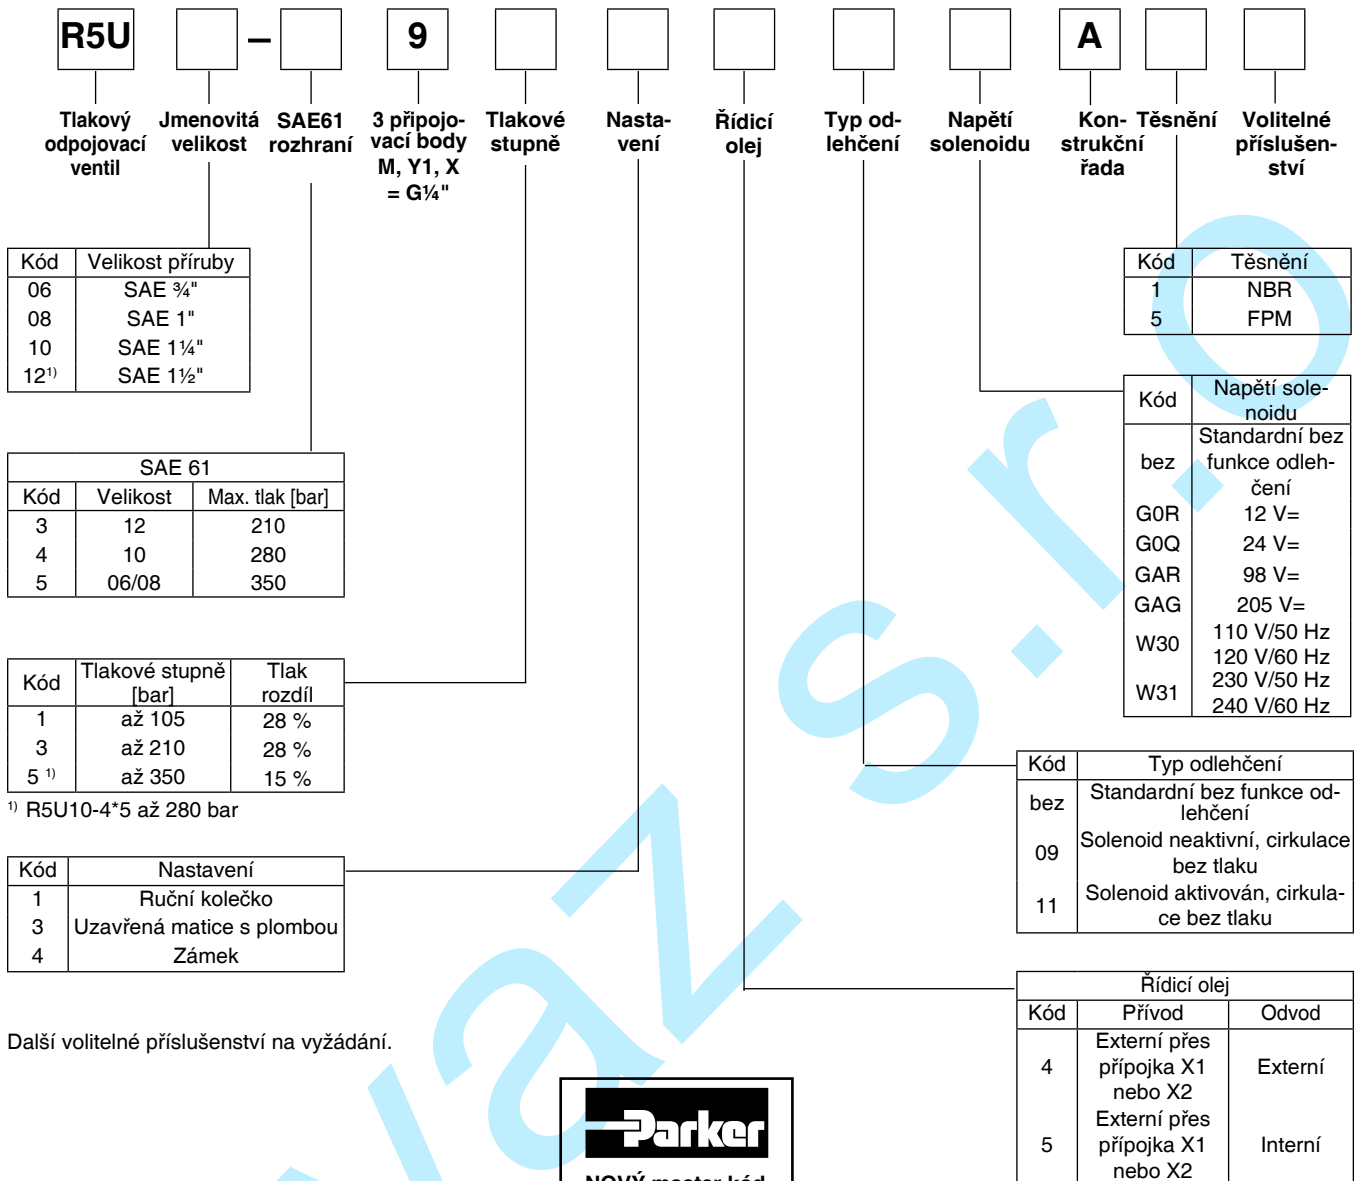 R5U – 9 A
Tlakový odpojovací ventil
Jmenovitá velikost
SAE61 rozhraní
3 připojo-
vací body
M, Y1, X
= G¼"
Tlakové stupně
Nasta-
vení
Řídicí olej
Typ od-
lehčení
Napětí solenoidu
Kon-
strukční
řada
Těsnění
Volitelné
příslušen-
ství
Kód Velikost příruby
06 SAE ¾"
08 SAE 1"
10 SAE 1¼"
12¹⁾ SAE 1½"
SAE 61
Kód Velikost Max. tlak [bar]
3 12 210
4 10 280
5 06/08 350
Kód Tlakové stupně [bar] Tlak rozdíl
1 až 105 28 %
3 až 210 28 %
5 ¹⁾ až 350 15 %
¹⁾ R5U10-4*5 až 280 bar
Kód Nastavení
1 Ruční kolečko
3 Uzavřená matice s plombou
4 Zámek
Další volitelné příslušenství na vyžádání.
Kód Těsnění
1 NBR
5 FPM
Kód Napětí sole-
noidu
bez Standardní bez
funkce odleh-
čení
G0R 12 V=
G0Q 24 V=
GAR 98 V=
GAG 205 V=
W30 110 V/50 Hz
120 V/60 Hz
W31 230 V/50 Hz
240 V/60 Hz
Kód Typ odlehčení
bez Standardní bez funkce od-
lehčení
09 Solenoid neaktivní, cirkulace
bez tlaku
11 Solenoid aktivován, cirkula-
ce bez tlaku
Řídicí olej
Kód Přívod Odvod
4 Externí přes
přípojka X1
nebo X2
Externí
5 Externí přes
přípojka X1
nebo X2
Interní
Parker
NOVÝ master kód
vaz s.r.o